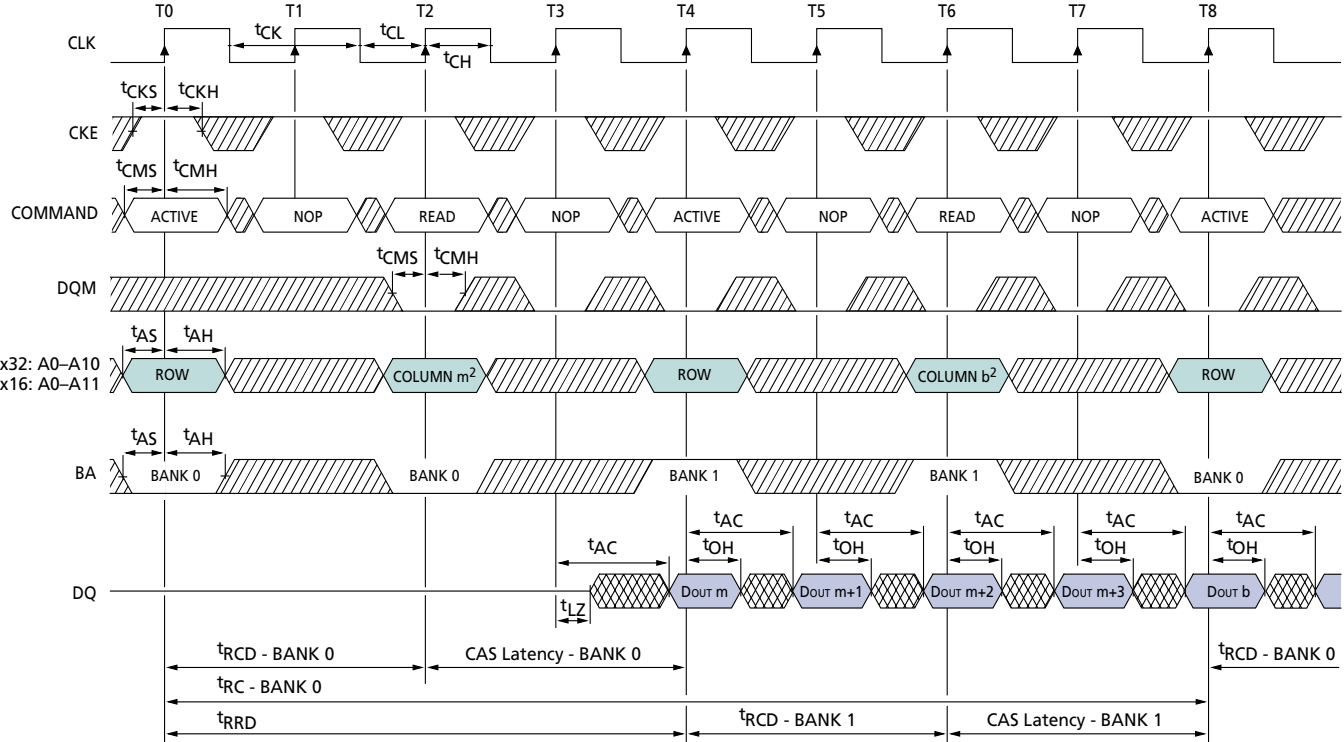 T0 T1 T2 T3 T4 T5 T6 T7 T8
CLK
tCK tCL
tCH
tCKS tCKH
CKE
tCMS tCMH
COMMAND ACTIVE NOP READ NOP ACTIVE NOP READ NOP ACTIVE
tCMS tCMH
DQM
tAS tAH
x32: A0–A10
x16: A0–A11
ROW COLUMN m2 ROW COLUMN b2 ROW
tAS tAH
BA BANK 0 BANK 0 BANK 1 BANK 1 BANK 0
tAC tAC tAC tAC tAC
tAC tOH tOH tOH tOH tOH
DQ DOUT m DOUT m+1 DOUT m+2 DOUT m+3 DOUT b
tLZ
tRCD - BANK 0 CAS Latency - BANK 0 tRCD - BANK 0
tRC - BANK 0
tRRD tRCD - BANK 1 CAS Latency - BANK 1